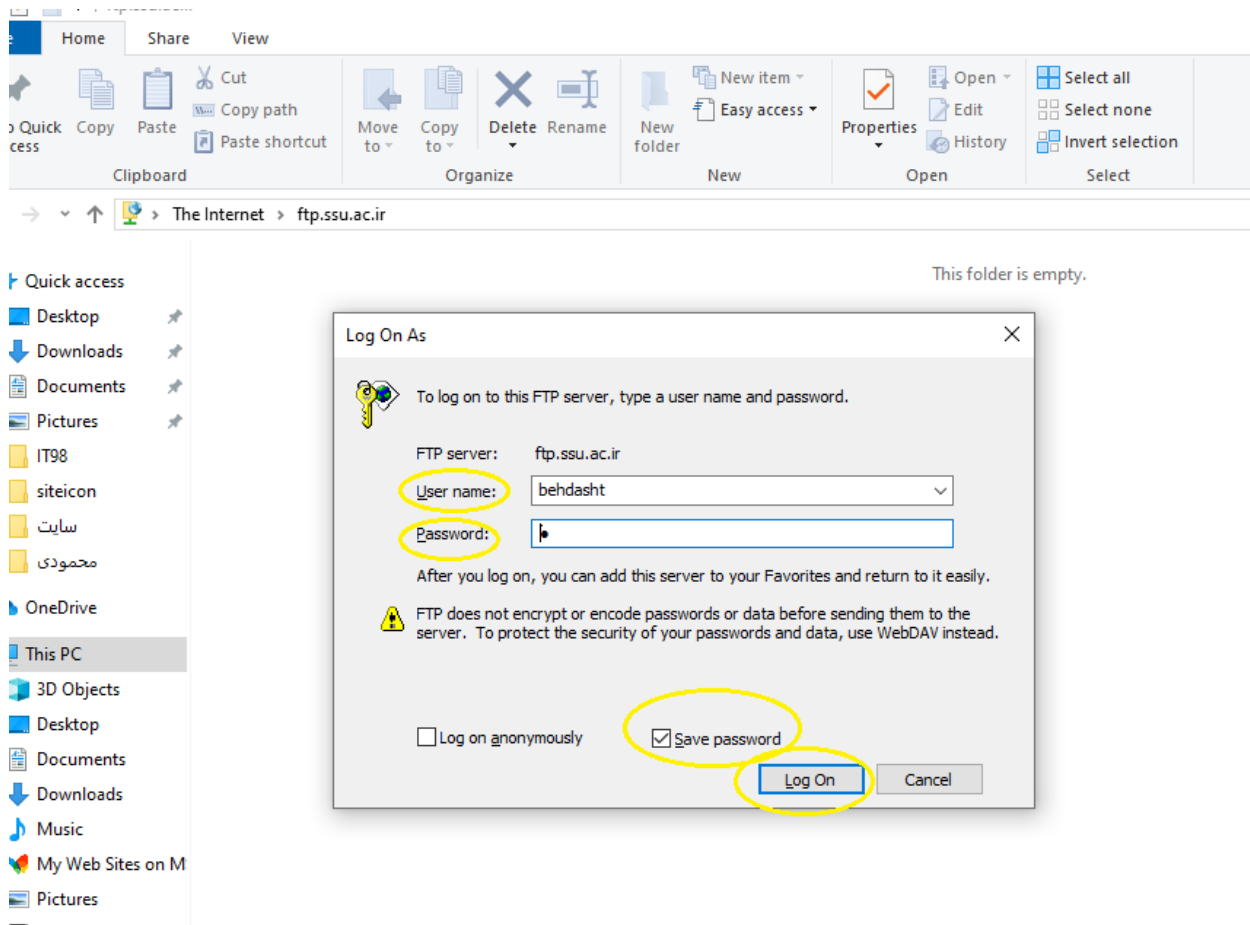 Home Share View
Cut
Copy path
Paste shortcut
Quick
Copy
Paste
Move to
Copy to
Delete
Rename
New folder
New item
Easy access
Properties
Open
Edit
History
Select all
Select none
Invert selection
Clipboard Organize New Open Select
The Internet › ftp.ssu.ac.ir
This folder is empty.
Quick access
Desktop
Downloads
Documents
Pictures
IT98
siteicon
سایت
محمودی
OneDrive
This PC
3D Objects
Desktop
Documents
Downloads
Music
My Web Sites on M
Pictures
Log On As
To log on to this FTP server, type a user name and password.
FTP server: ftp.ssu.ac.ir
User name: behdasht
Password:
After you log on, you can add this server to your Favorites and return to it easily.
FTP does not encrypt or encode passwords or data before sending them to the
server. To protect the security of your passwords and data, use WebDAV instead.
Log on anonymously Save password
Log On Cancel